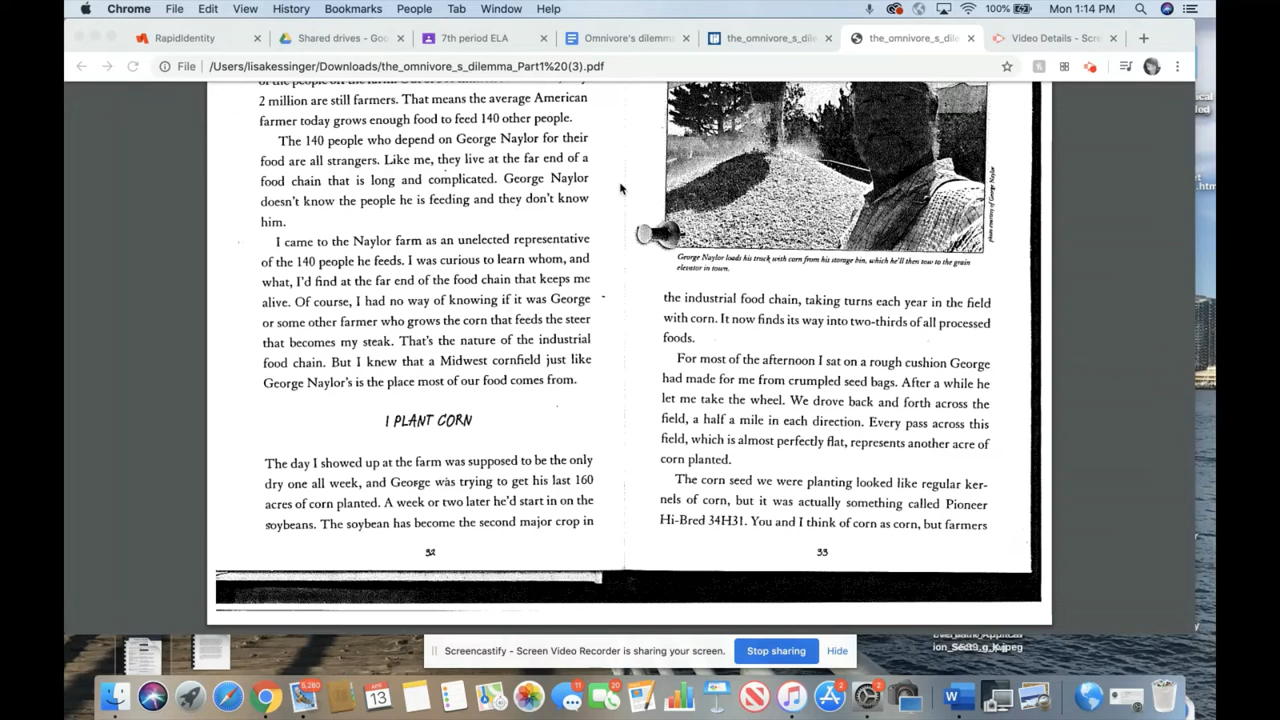 Chrome File Edit View History Bookmarks People Tab Window Help 100% Mon 1:14 PM
RapidIdentity Shared drives - Goo 7th period ELA Omnivore's dilemma the_omnivore_s_dile the_omnivore_s_dile Video Details - Scre
File /Users/lisakessinger/Downloads/the_omnivore_s_dilemma_Part1%20(3).pdf
2 million are still farmers. That means the average American
farmer today grows enough food to feed 140 other people.
The 140 people who depend on George Naylor for their
food are all strangers. Like me, they live at the far end of a
food chain that is long and complicated. George Naylor
doesn't know the people he is feeding and they don't know
him.
I came to the Naylor farm as an unelected representative
of the 140 people he feeds. I was curious to learn whom, and
what, I'd find at the far end of the food chain that keeps me
alive. Of course, I had no way of knowing if it was George
or some other farmer who grows the corn that feeds the steer
that becomes my steak. That's the nature of the industrial
food chain. But I knew that a Midwest cornfield just like
George Naylor's is the place most of our food comes from.
I PLANT CORN
The day I showed up at the farm was supposed to be the only
dry one all week, and George was trying to get his last 160
acres of corn planted. A week or two later he'd start in on the
soybeans. The soybean has become the second major crop in
32
photo courtesy of George Naylor
George Naylor loads his truck with corn from his storage bin, which he'll then tow to the grain
elevator in town.
the industrial food chain, taking turns each year in the field
with corn. It now finds its way into two-thirds of all processed
foods.
For most of the afternoon I sat on a rough cushion George
had made for me from crumpled seed bags. After a while he
let me take the wheel. We drove back and forth across the
field, a half a mile in each direction. Every pass across this
field, which is almost perfectly flat, represents another acre of
corn planted.
The corn seed we were planting looked like regular ker-
nels of corn, but it was actually something called Pioneer
Hi-Bred 34H31. You and I think of corn as corn, but farmers
33
Screencastify - Screen Video Recorder is sharing your screen. Stop sharing Hide